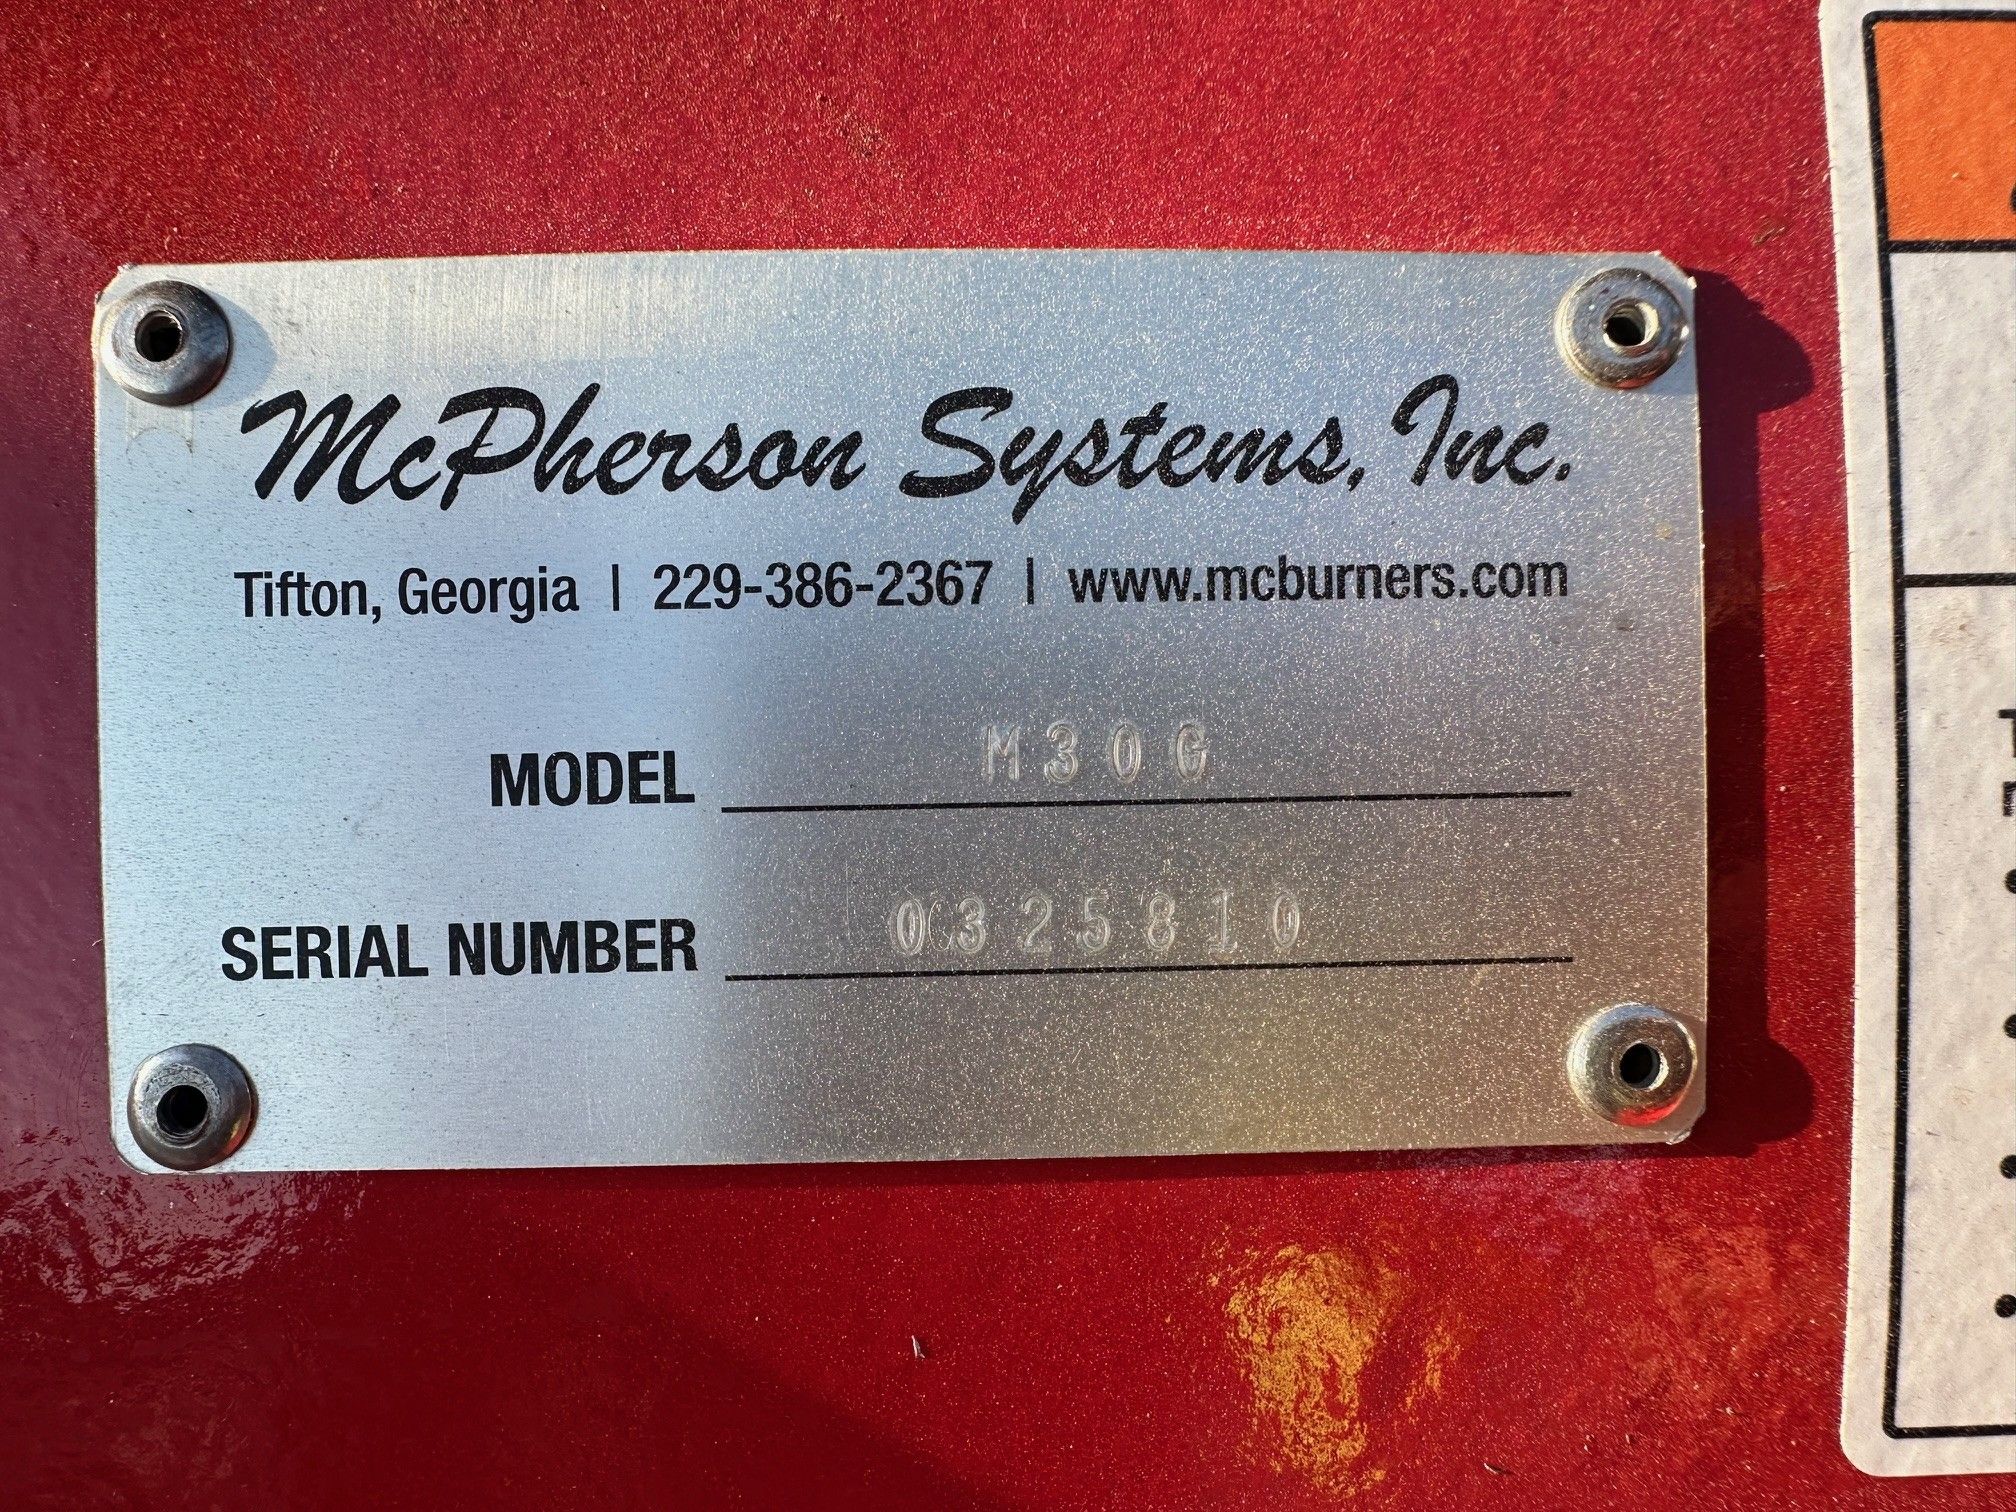 McPherson Systems, Inc.
Tifton, Georgia | 229-386-2367 | www.mcburners.com
MODEL M30G
SERIAL NUMBER 0325810